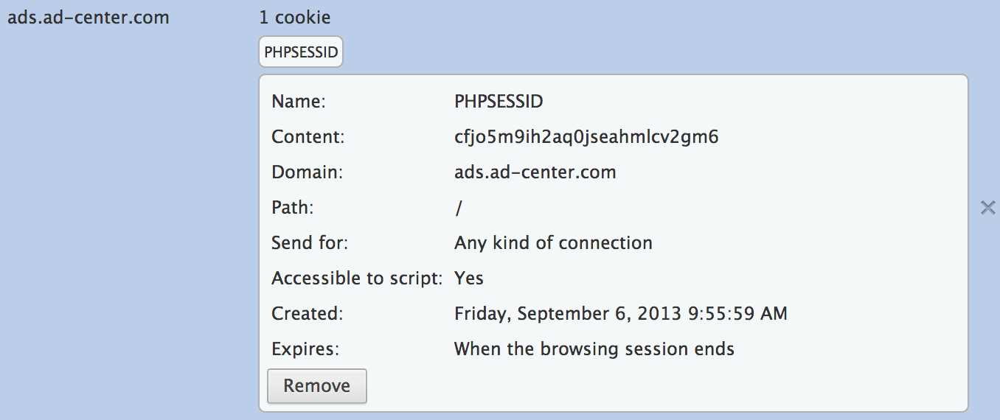 ads.ad-center.com 1 cookie
PHPSESSID
Name: PHPSESSID
Content: cfjo5m9ih2aq0jseahmlcv2gm6
Domain: ads.ad-center.com
Path: /
Send for: Any kind of connection
Accessible to script: Yes
Created: Friday, September 6, 2013 9:55:59 AM
Expires: When the browsing session ends
Remove